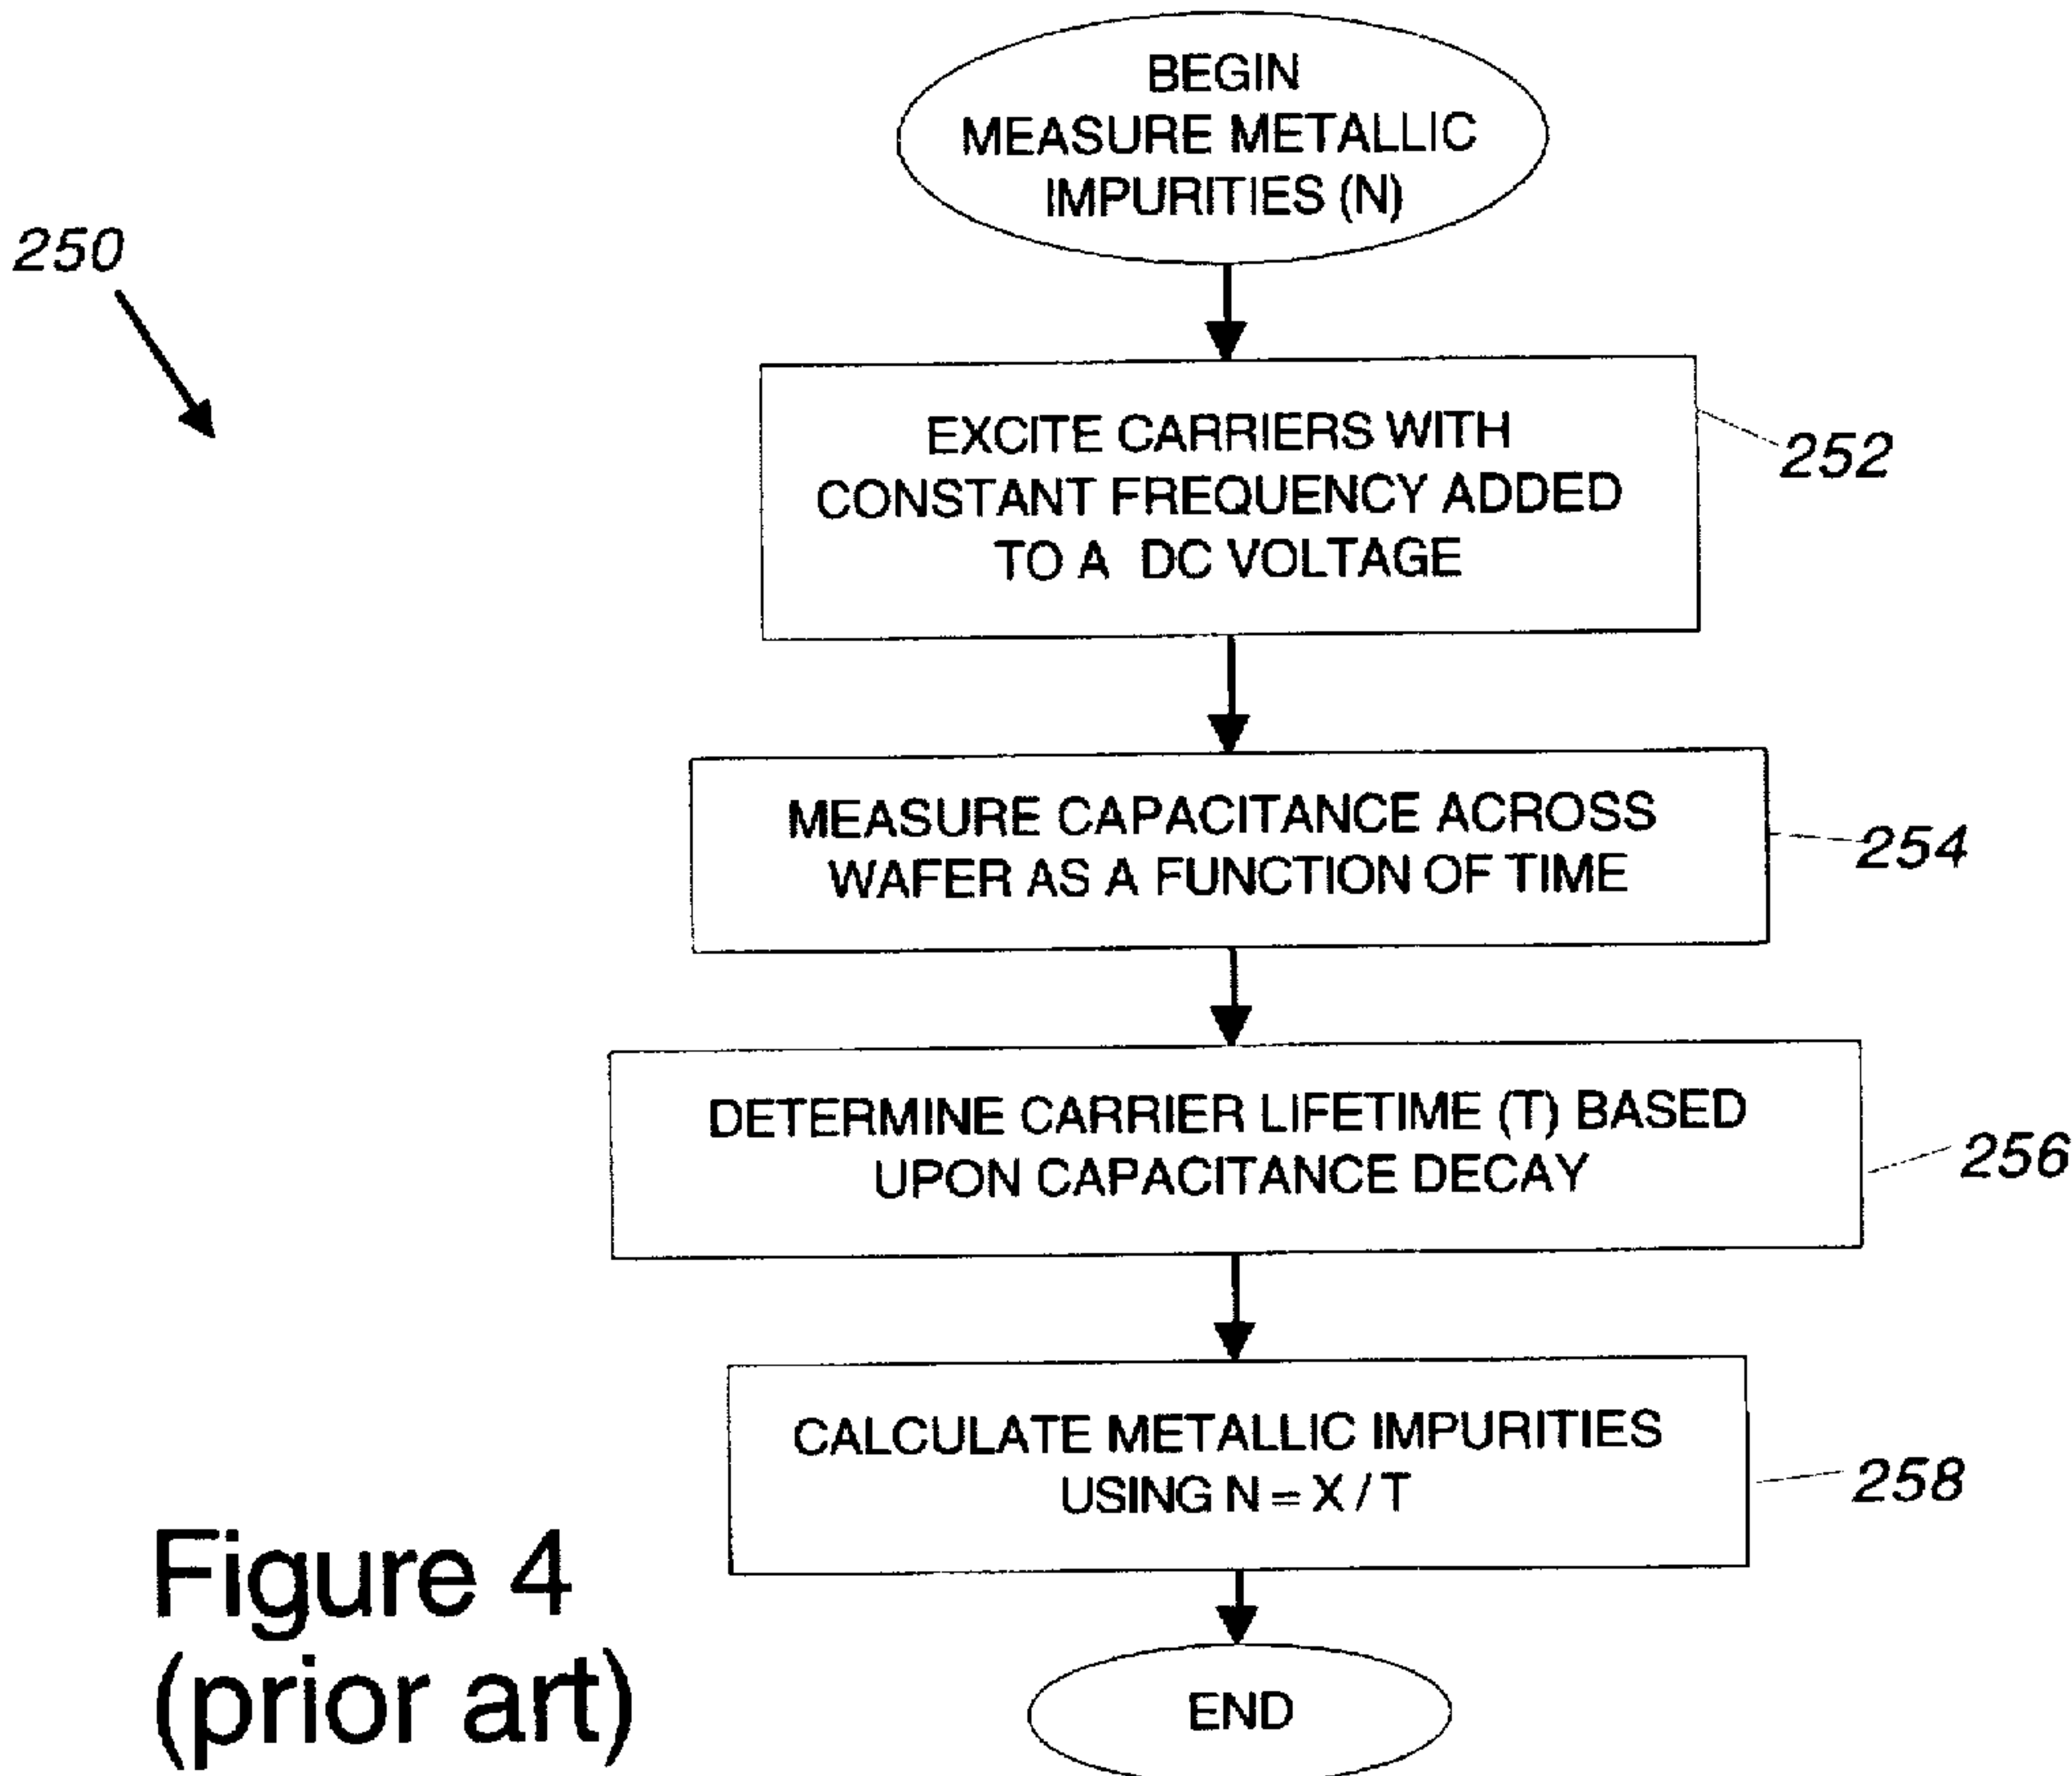 BEGIN
MEASURE METALLIC
IMPURITIES (N)
250
EXCITE CARRIERS WITH
CONSTANT FREQUENCY ADDED
TO A DC VOLTAGE
252
MEASURE CAPACITANCE ACROSS
WAFER AS A FUNCTION OF TIME
254
DETERMINE CARRIER LIFETIME (T) BASED
UPON CAPACITANCE DECAY
256
CALCULATE METALLIC IMPURITIES
USING N = X / T
258
END
Figure 4
(prior art)